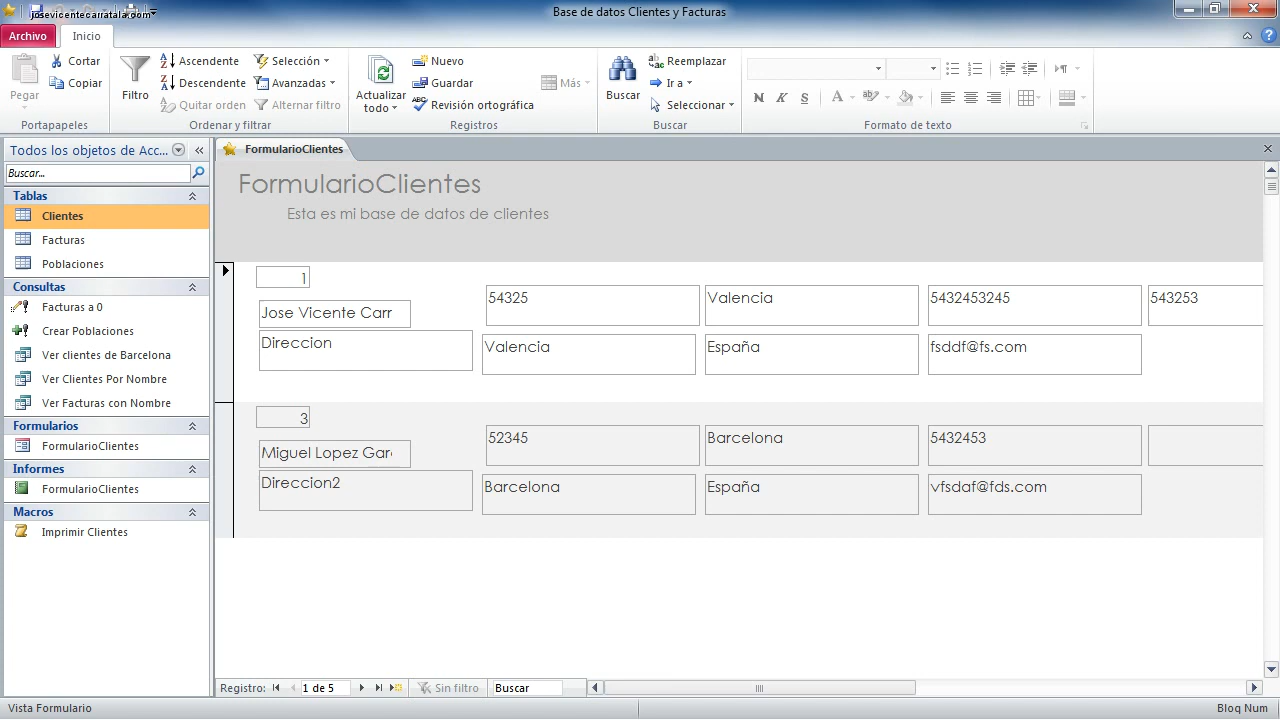 josevicentecarratala.com
Base de datos Clientes y Facturas
Archivo
Inicio
Pegar
Cortar
Copiar
Portapapeles
Filtro
Ascendente
Descendente
Quitar orden
Selección
Avanzadas
Alternar filtro
Ordenar y filtrar
Actualizar
todo
Nuevo
Guardar
Revisión ortográfica
Más
Registros
Buscar
Reemplazar
Ir a
Seleccionar
Buscar
N K S
A
ab
Formato de texto
Todos los objetos de Acc...
Buscar...
Tablas
Clientes
Facturas
Poblaciones
Consultas
Facturas a 0
Crear Poblaciones
Ver clientes de Barcelona
Ver Clientes Por Nombre
Ver Facturas con Nombre
Formularios
FormularioClientes
Informes
FormularioClientes
Macros
Imprimir Clientes
FormularioClientes
FormularioClientes
Esta es mi base de datos de clientes
1
Jose Vicente Carr
54325
Valencia
5432453245
543253
Direccion
Valencia
España
fsddf@fs.com
3
Miguel Lopez Gar
52345
Barcelona
5432453
Direccion2
Barcelona
España
vfsdaf@fds.com
Registro:
1 de 5
Sin filtro
Buscar
Vista Formulario
Bloq Num